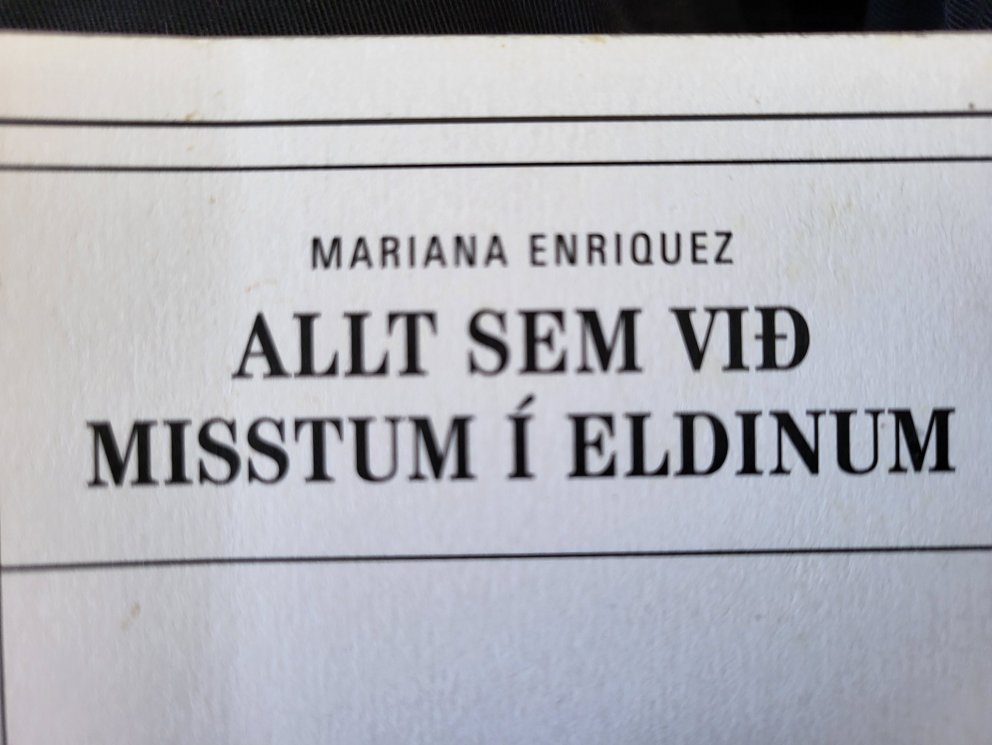 MARIANA ENRIQUEZ
ALLT SEM VIÐ
MISSTUM Í ELDINUM